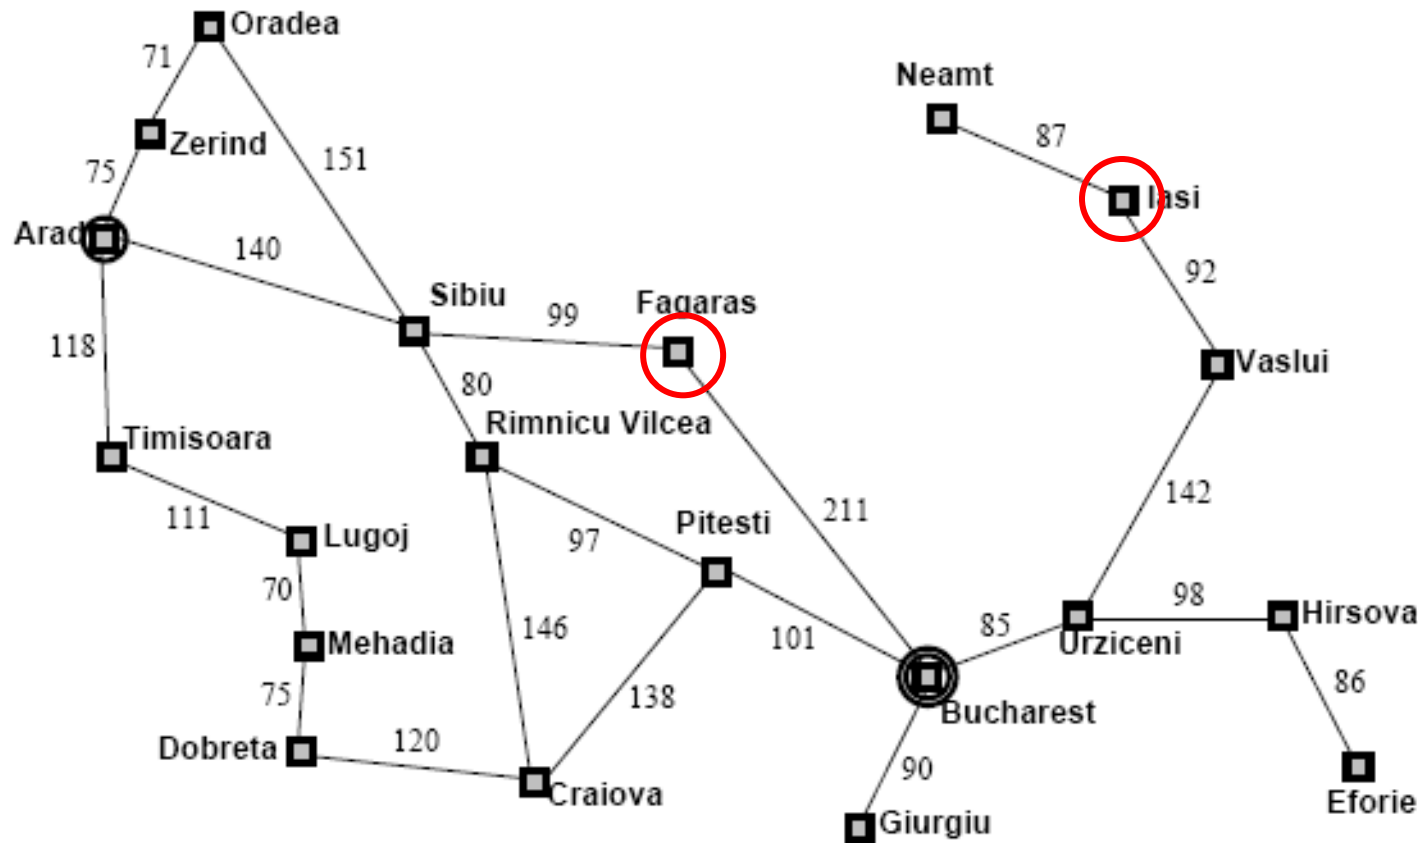 Oradea
71
Neamt
87
Zerind
151
75
Iasi
Arad
140
92
Sibiu
Fagaras
99
118
Vaslui
80
Rimnicu Vilcea
Timisoara
142
111
211
Pitesti
Lugoj
97
70
98
Hirsova
146
101
85
Urziceni
Mehadia
75
138
86
Bucharest
Dobreta
120
90
Craiova
Eforie
Giurgiu